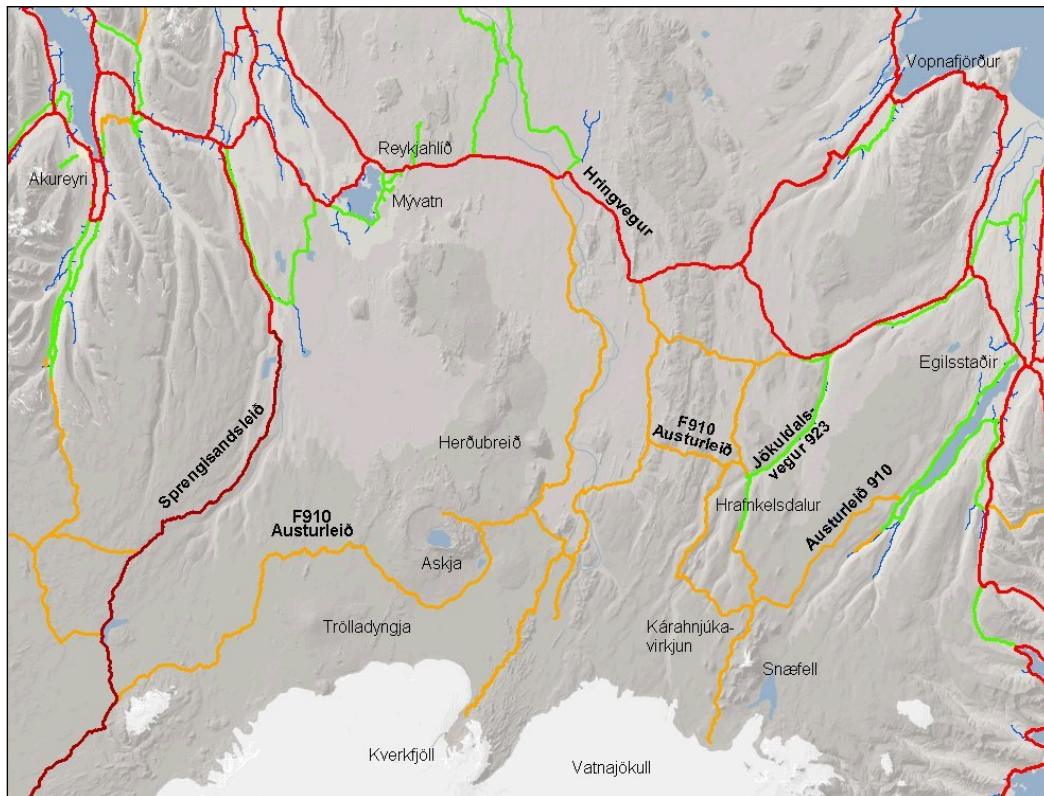 Vopnafjörður
Reykjahlíð
Akureyri
Mývatn
Hringvegur
Egilsstaðir
Sprengisandsleið
Herðubreið
F910
Austurleið
Jökuldals-
vegur 923
Hrafnkelsdalur
Austurleið 910
F910
Austurleið
Askja
Trölladyngja
Kárahnjúka-
virkjun
Snæfell
Kverkfjöll
Vatnajökull